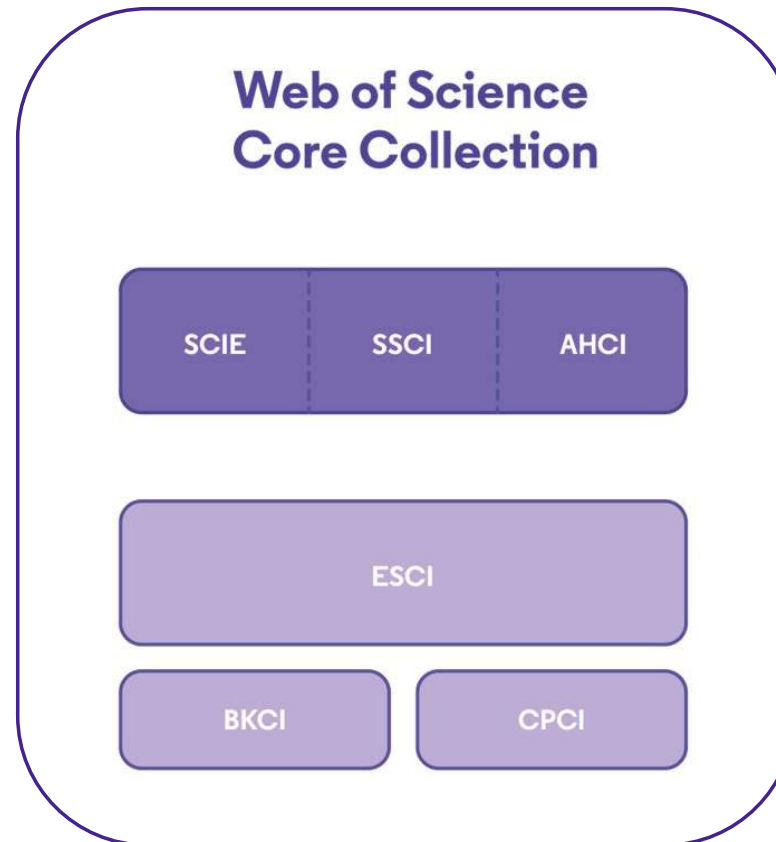 Web of Science
Core Collection
SCIE SSCI AHCI
ESCI
BKCI CPCI